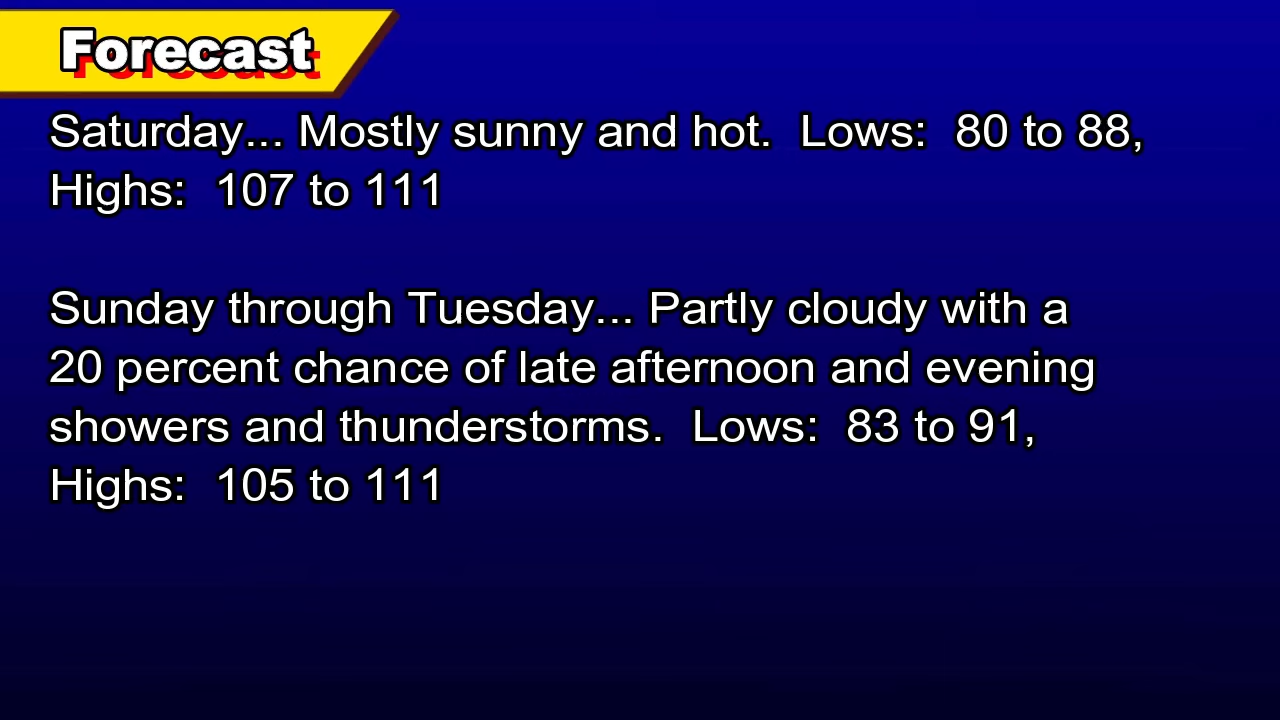 Forecast
Saturday... Mostly sunny and hot.  Lows:  80 to 88,
Highs:  107 to 111
Sunday through Tuesday... Partly cloudy with a
20 percent chance of late afternoon and evening
showers and thunderstorms.  Lows:  83 to 91,
Highs:  105 to 111